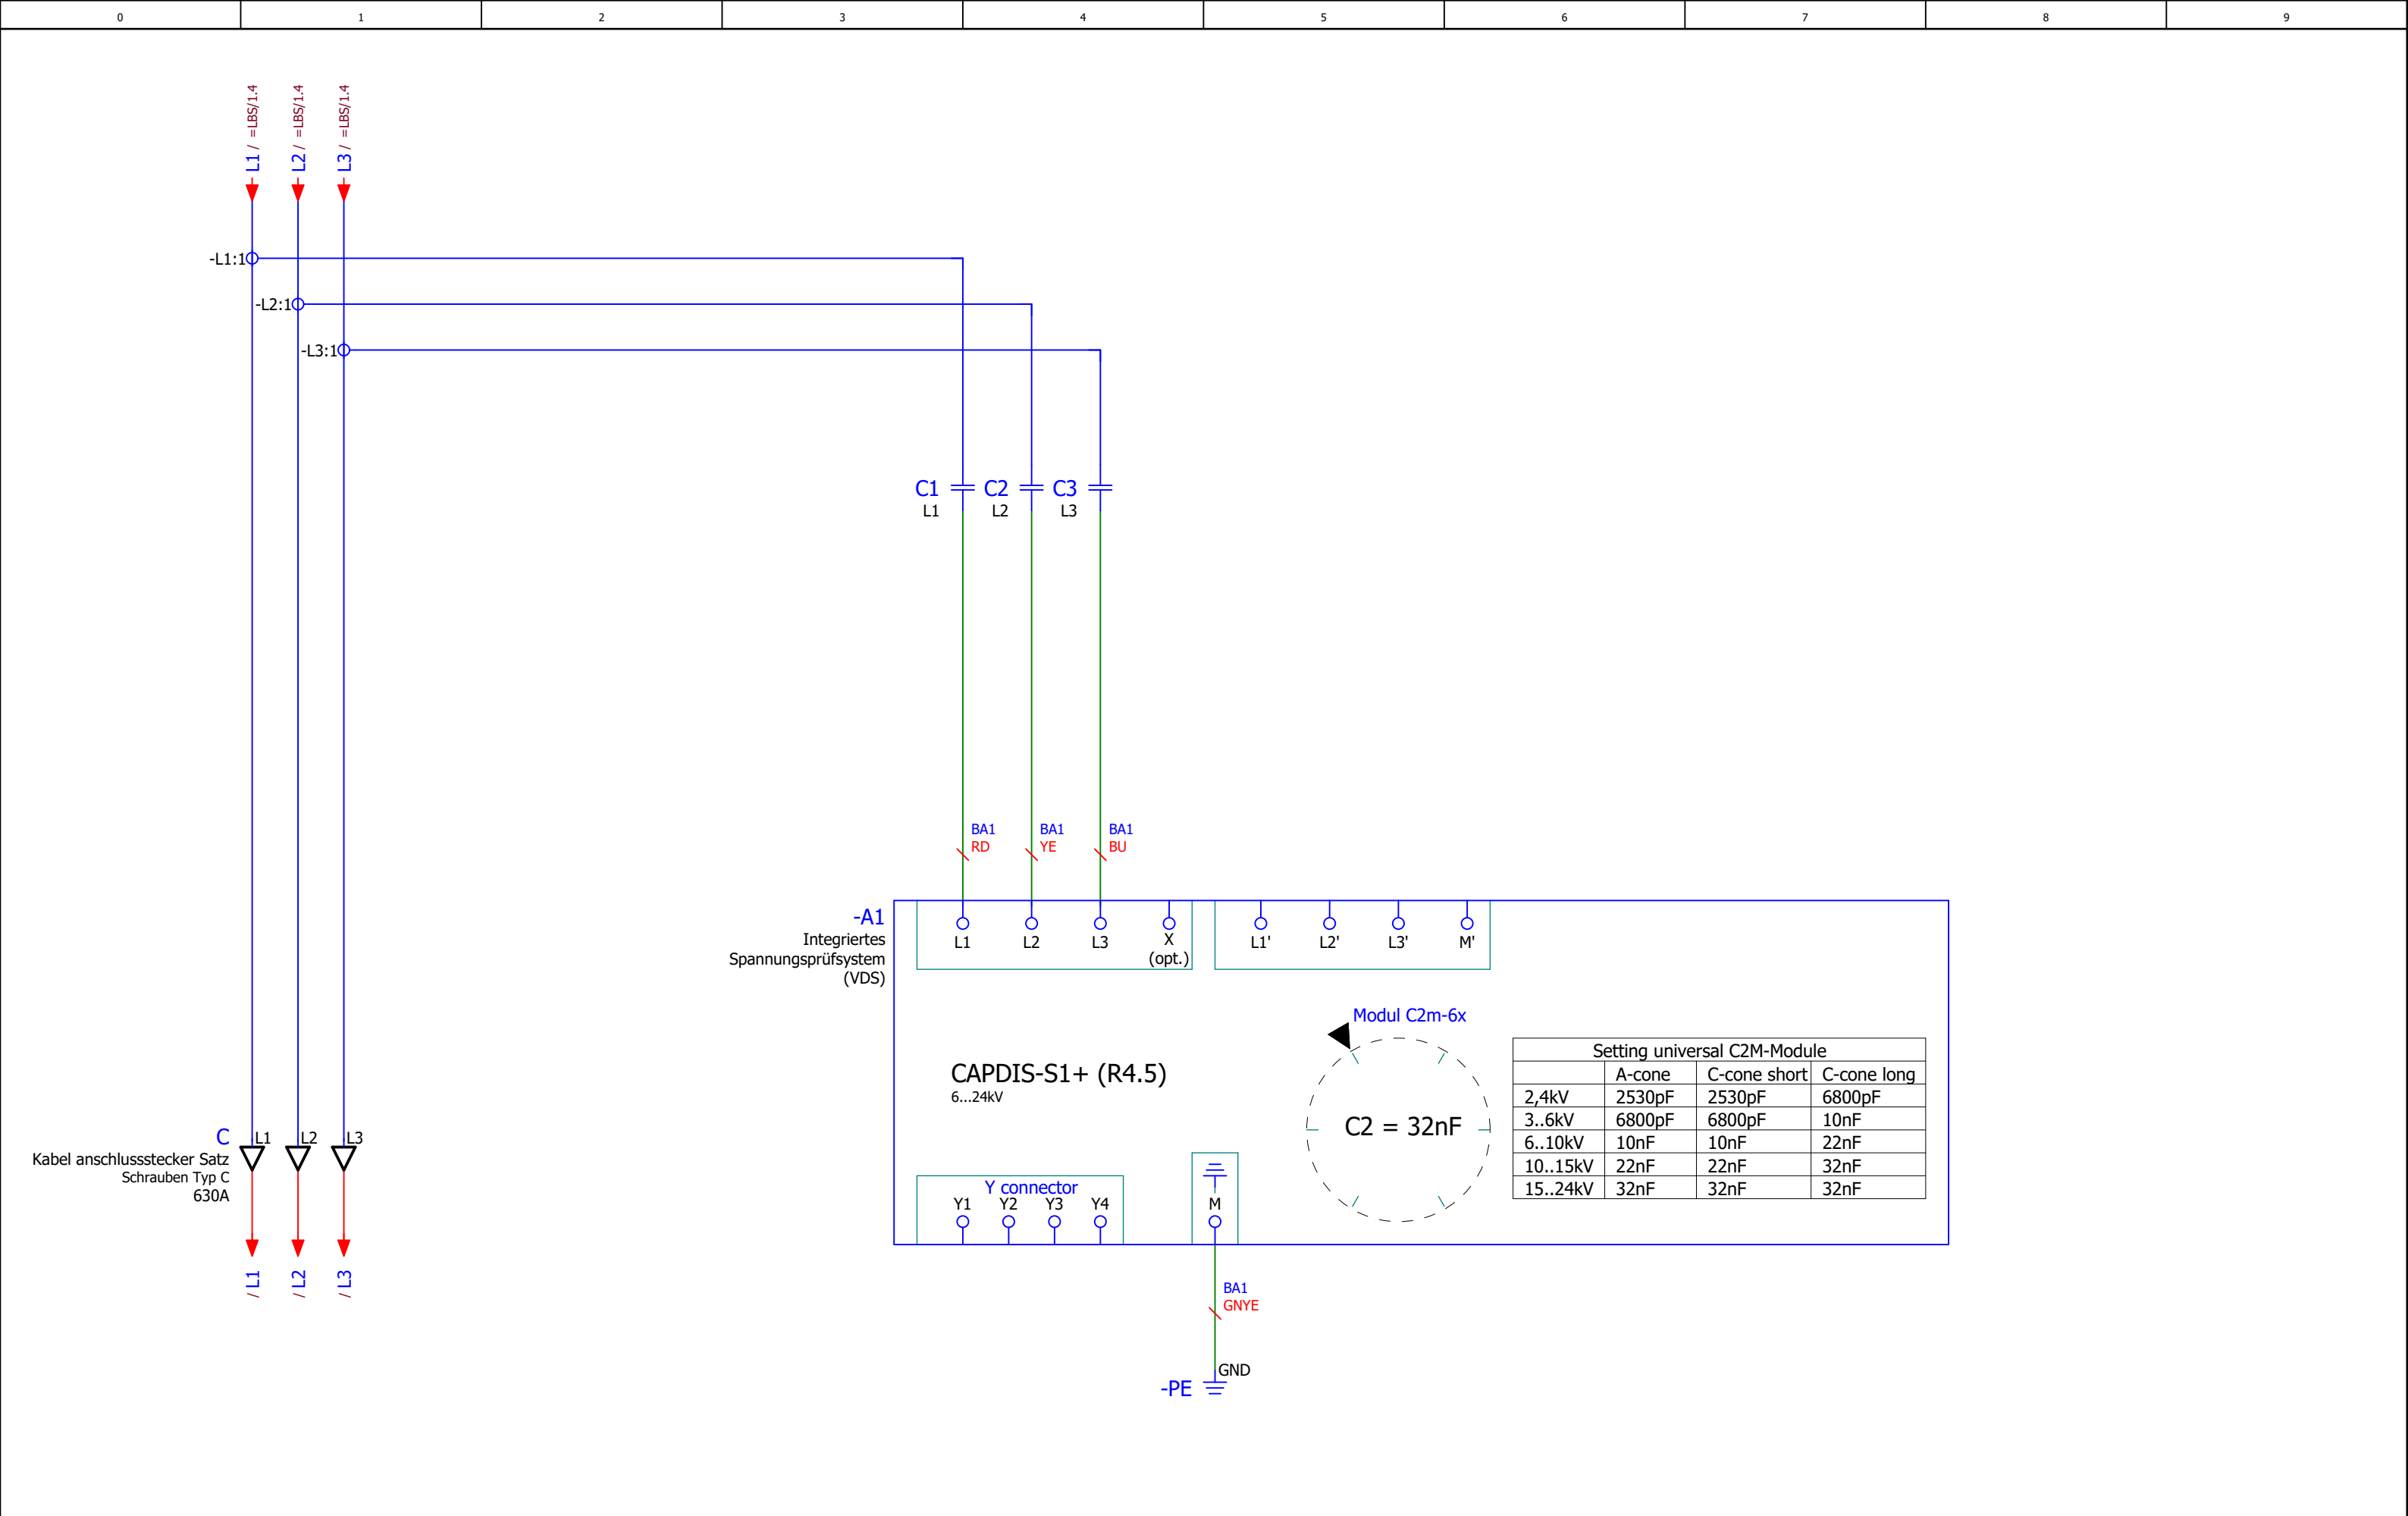 0 1 2 3 4 5 6 7 8 9
L1 / =LBS/1.4
L2 / =LBS/1.4
L3 / =LBS/1.4
-L1:1
-L2:1
-L3:1
C1 C2 C3
L1 L2 L3
BA1 BA1 BA1
RD YE BU
-A1
Integriertes
Spannungsprüfsystem
(VDS)
L1 L2 L3 X
(opt.)
L1' L2' L3' M'
Modul C2m-6x
CAPDIS-S1+ (R4.5)
6...24kV
C2 = 32nF
Setting universal C2M-Module
A-cone C-cone short C-cone long
2,4kV 2530pF 2530pF 6800pF
3..6kV 6800pF 6800pF 10nF
6..10kV 10nF 10nF 22nF
10..15kV 22nF 22nF 32nF
15..24kV 32nF 32nF 32nF
C L1 L2 L3
Kabel anschlussstecker Satz
Schrauben Typ C
630A
Y connector
Y1 Y2 Y3 Y4 M
/ L1
/ L2
/ L3
BA1
GNYE
GND
-PE